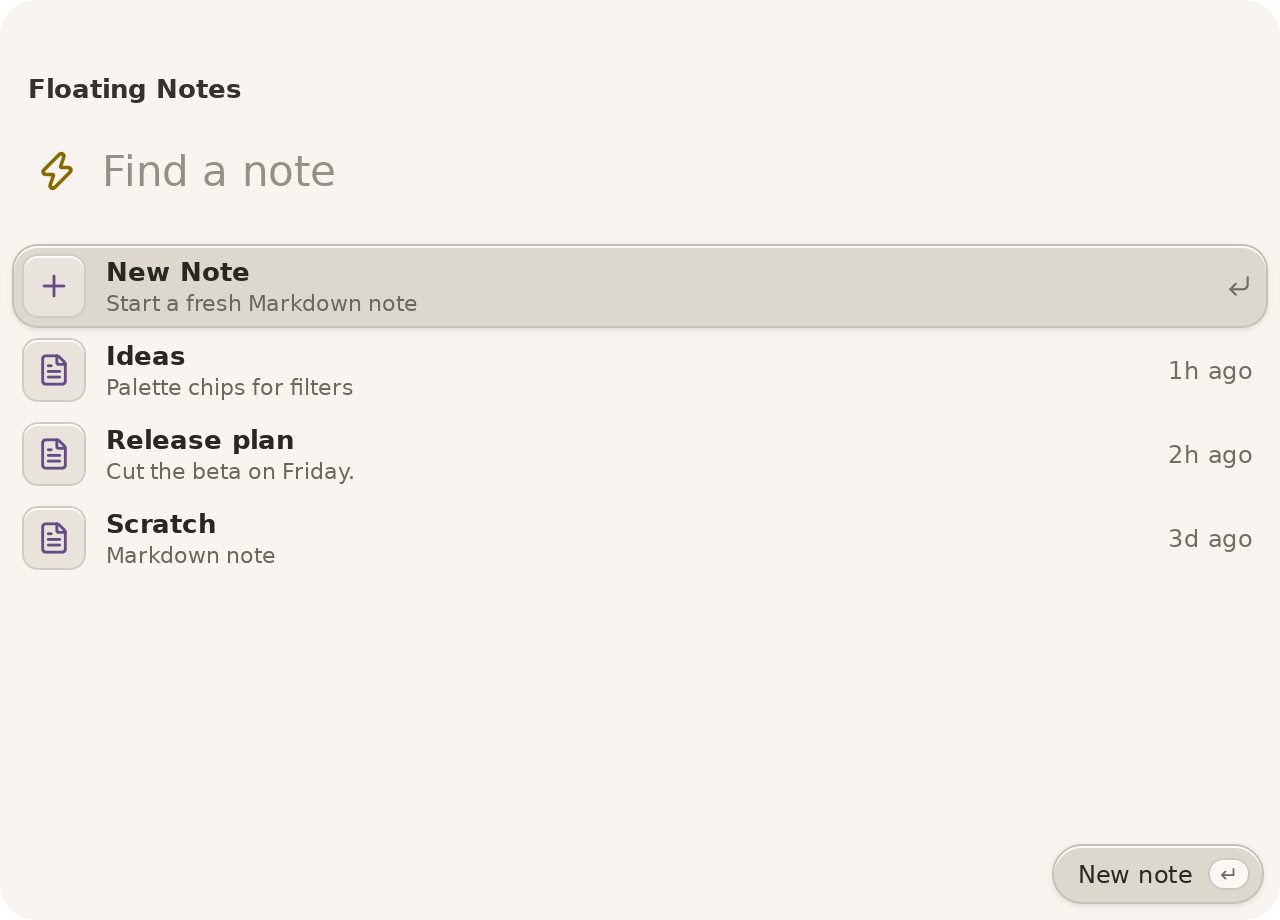 Floating Notes
Find a note
New Note
Start a fresh Markdown note
Ideas
1h ago
Palette chips for filters
Release plan
2h ago
Cut the beta on Friday.
Scratch
3d ago
Markdown note
New note